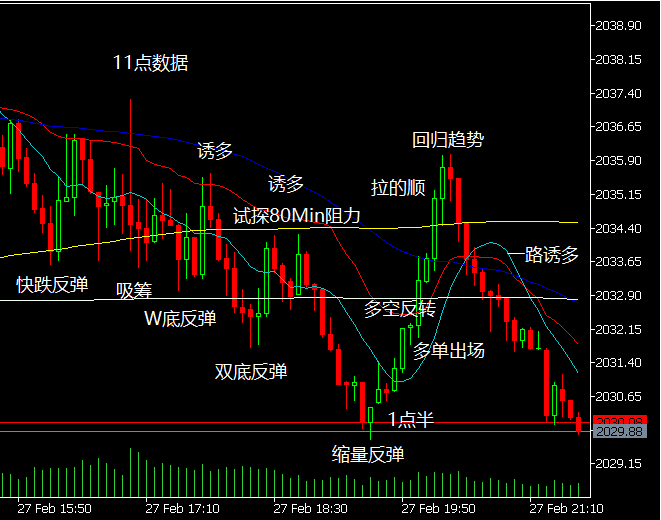 2038.90
11点数据
2038.15
2037.40
2036.65
回归趋势
诱多
2035.90
诱多
拉的顺
2035.15
试探80Min阻力
2034.40
一路诱多
2033.65
快跌反弹
吸筹
2032.90
W底反弹
多空反转
2032.15
多单出场
2031.40
双底反弹
2030.65
1点半
2029.88
缩量反弹
2029.15
27 Feb 15:50
27 Feb 17:10
27 Feb 18:30
27 Feb 19:50
27 Feb 21:10